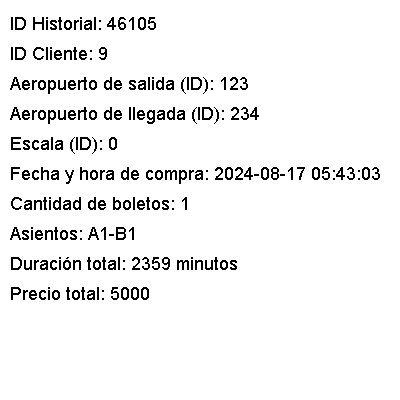 ID Historial: 46105
ID Cliente: 9
Aeropuerto de salida (ID): 123
Aeropuerto de llegada (ID): 234
Escala (ID): 0
Fecha y hora de compra: 2024-08-17 05:43:03
Cantidad de boletos: 1
Asientos: A1-B1
Duración total: 2359 minutos
Precio total: 5000